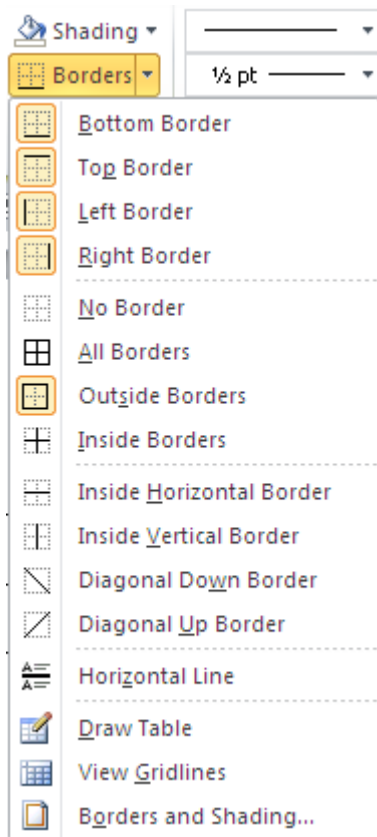 Shading
Borders
½ pt
Bottom Border
Top Border
Left Border
Right Border
No Border
All Borders
Outside Borders
Inside Borders
Inside Horizontal Border
Inside Vertical Border
Diagonal Down Border
Diagonal Up Border
Horizontal Line
Draw Table
View Gridlines
Borders and Shading...